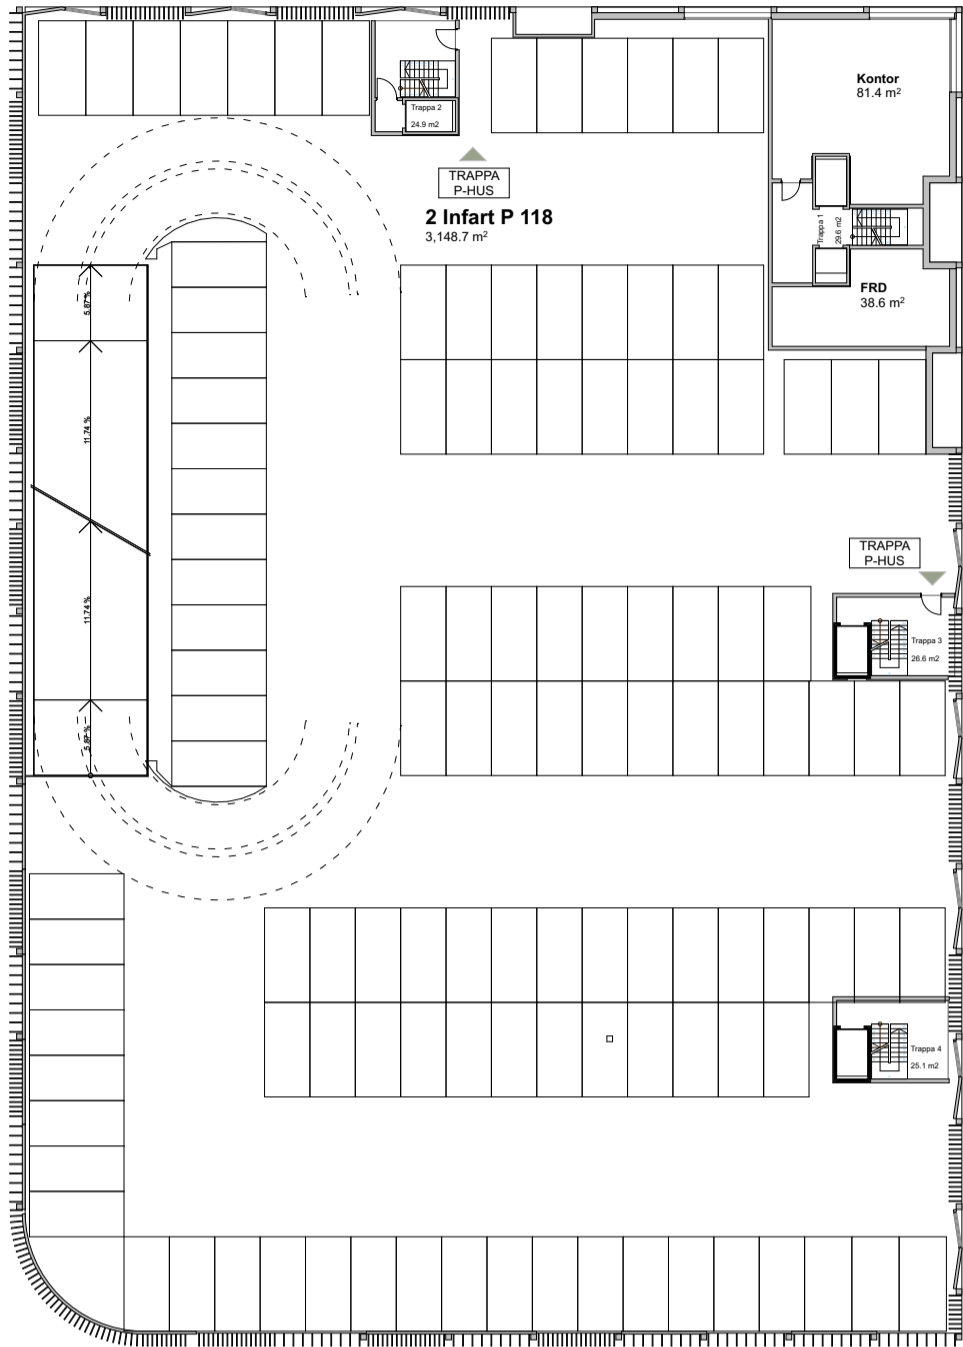 Kontor
81.4 m²
Trappa 2
24.9 m2
TRAPPA
P-HUS
2 Infart P 118
3,148.7 m²
Trappa 1
29.6 m2
FRD
38.6 m²
5.87 %
11.74 %
11.74 %
5.87 %
TRAPPA
P-HUS
Trappa 3
26.6 m2
Trappa 4
25.1 m2